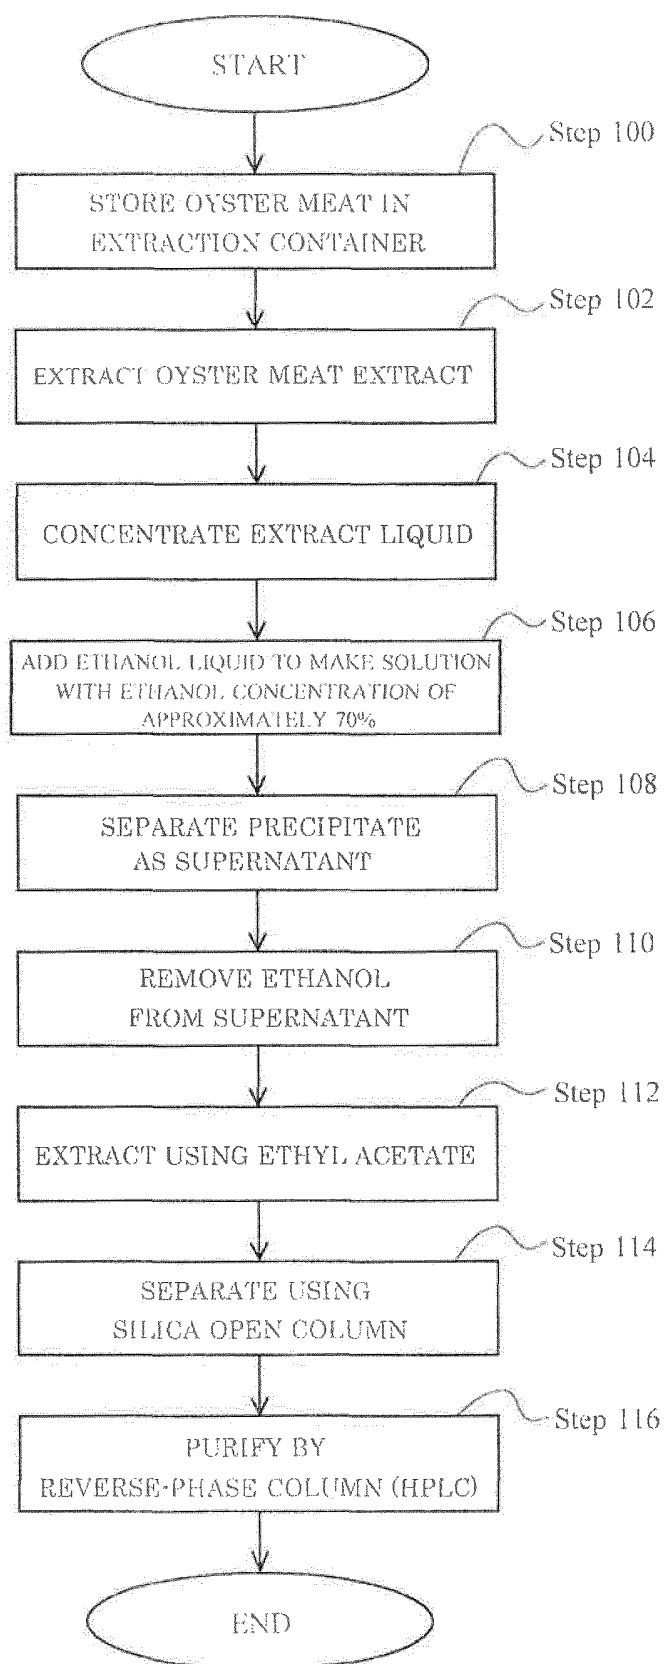 START
Step 100
STORE OYSTER MEAT IN
EXTRACTION CONTAINER
Step 102
EXTRACT OYSTER MEAT EXTRACT
Step 104
CONCENTRATE EXTRACT LIQUID
Step 106
ADD ETHANOL LIQUID TO MAKE SOLUTION
WITH ETHANOL CONCENTRATION OF
APPROXIMATELY 70%
Step 108
SEPARATE PRECIPITATE
AS SUPERNATANT
Step 110
REMOVE ETHANOL
FROM SUPERNATANT
Step 112
EXTRACT USING ETHYL ACETATE
Step 114
SEPARATE USING
SILICA OPEN COLUMN
Step 116
PURIFY BY
REVERSE-PHASE COLUMN (HPLC)
END